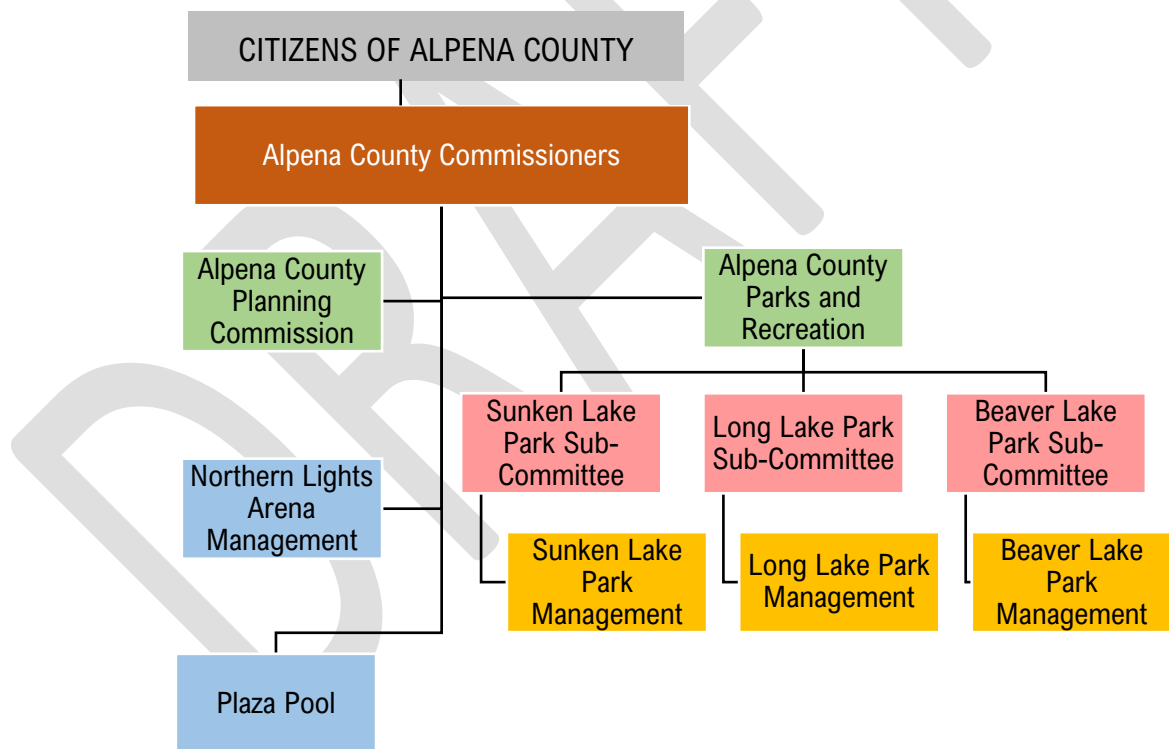 CITIZENS OF ALPENA COUNTY
Alpena County Commissioners
Alpena County
Planning
Commission
Alpena County
Parks and
Recreation
Sunken Lake
Park Sub-
Committee
Long Lake Park
Sub-Committee
Beaver Lake
Park Sub-
Committee
Northern Lights
Arena
Management
Sunken Lake
Park
Management
Long Lake Park
Management
Beaver Lake
Park
Management
Plaza Pool
DRAFT